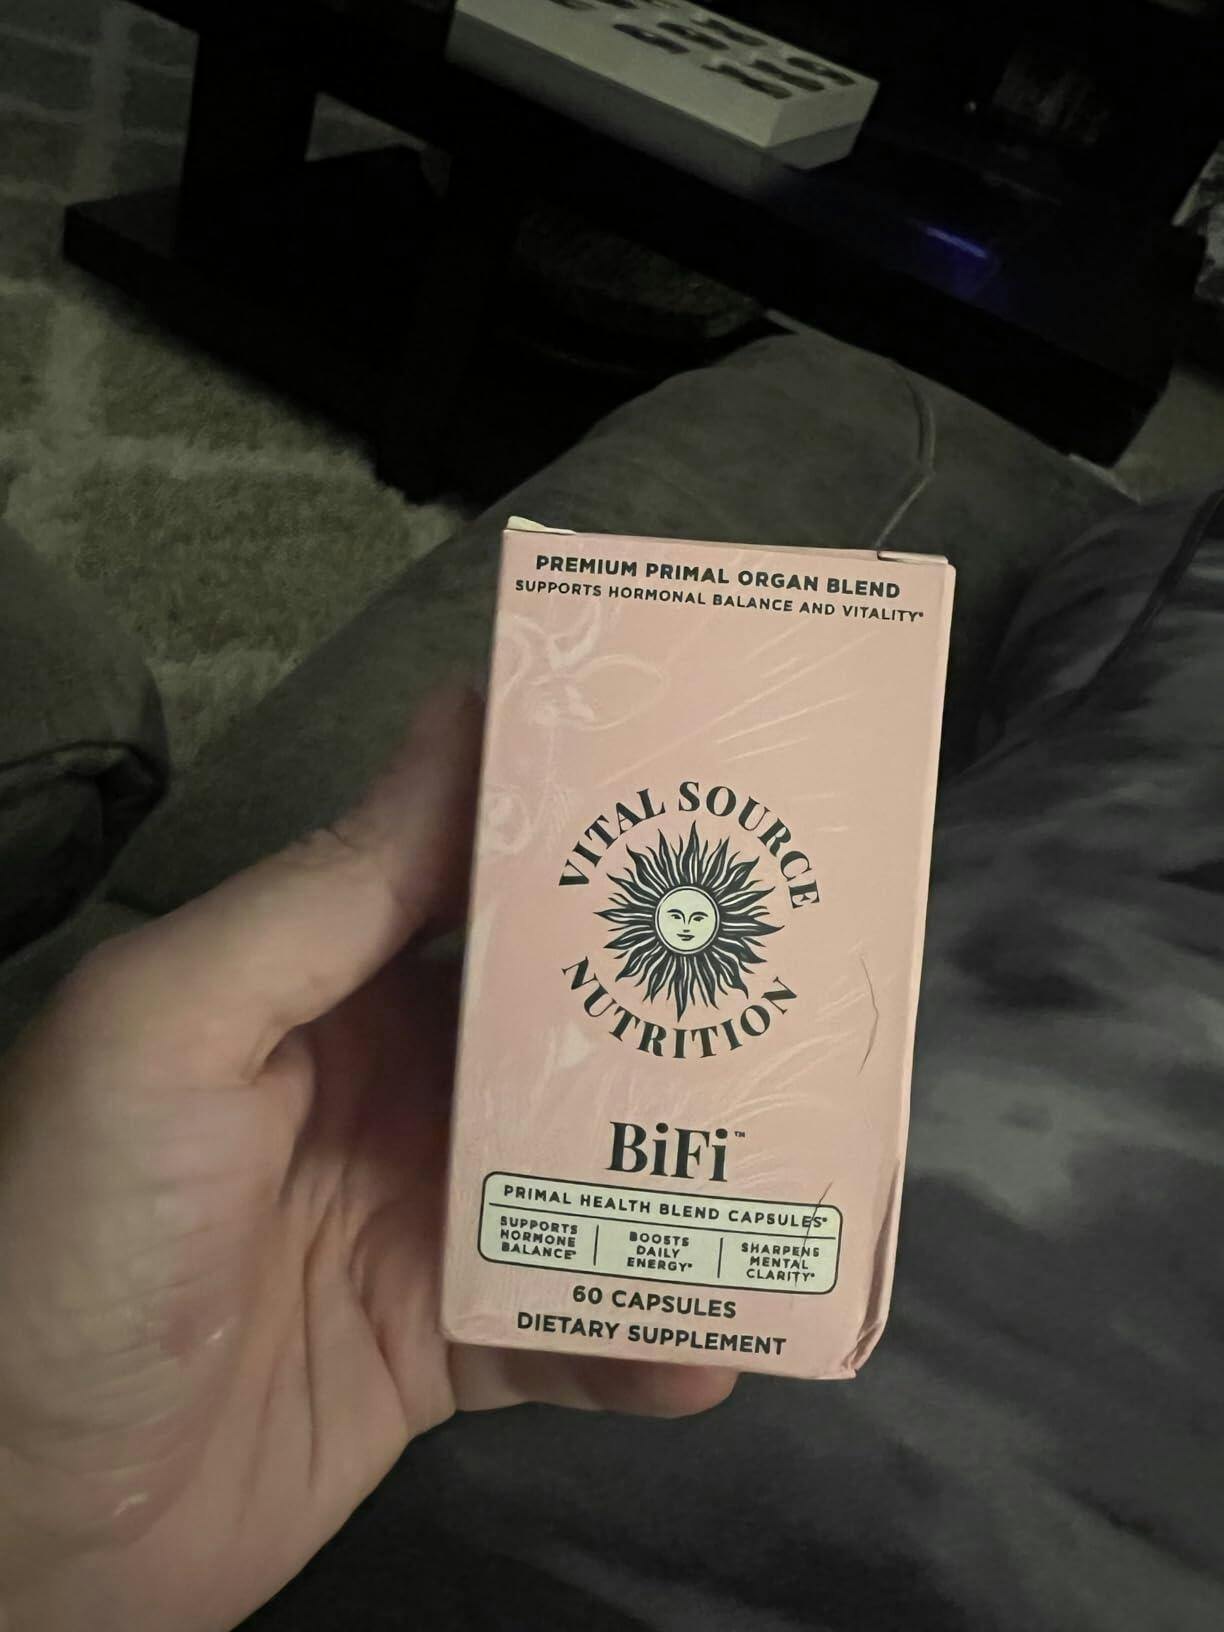 PREMIUM PRIMAL ORGAN BLEND
SUPPORTS HORMONAL BALANCE AND VITALITY*
VITAL SOURCE
NUTRITION
BiFi™
PRIMAL HEALTH BLEND CAPSULES*
SUPPORTS
HORMONE
BALANCE*
BOOSTS
DAILY
ENERGY*
SHARPENS
MENTAL
CLARITY*
60 CAPSULES
DIETARY SUPPLEMENT